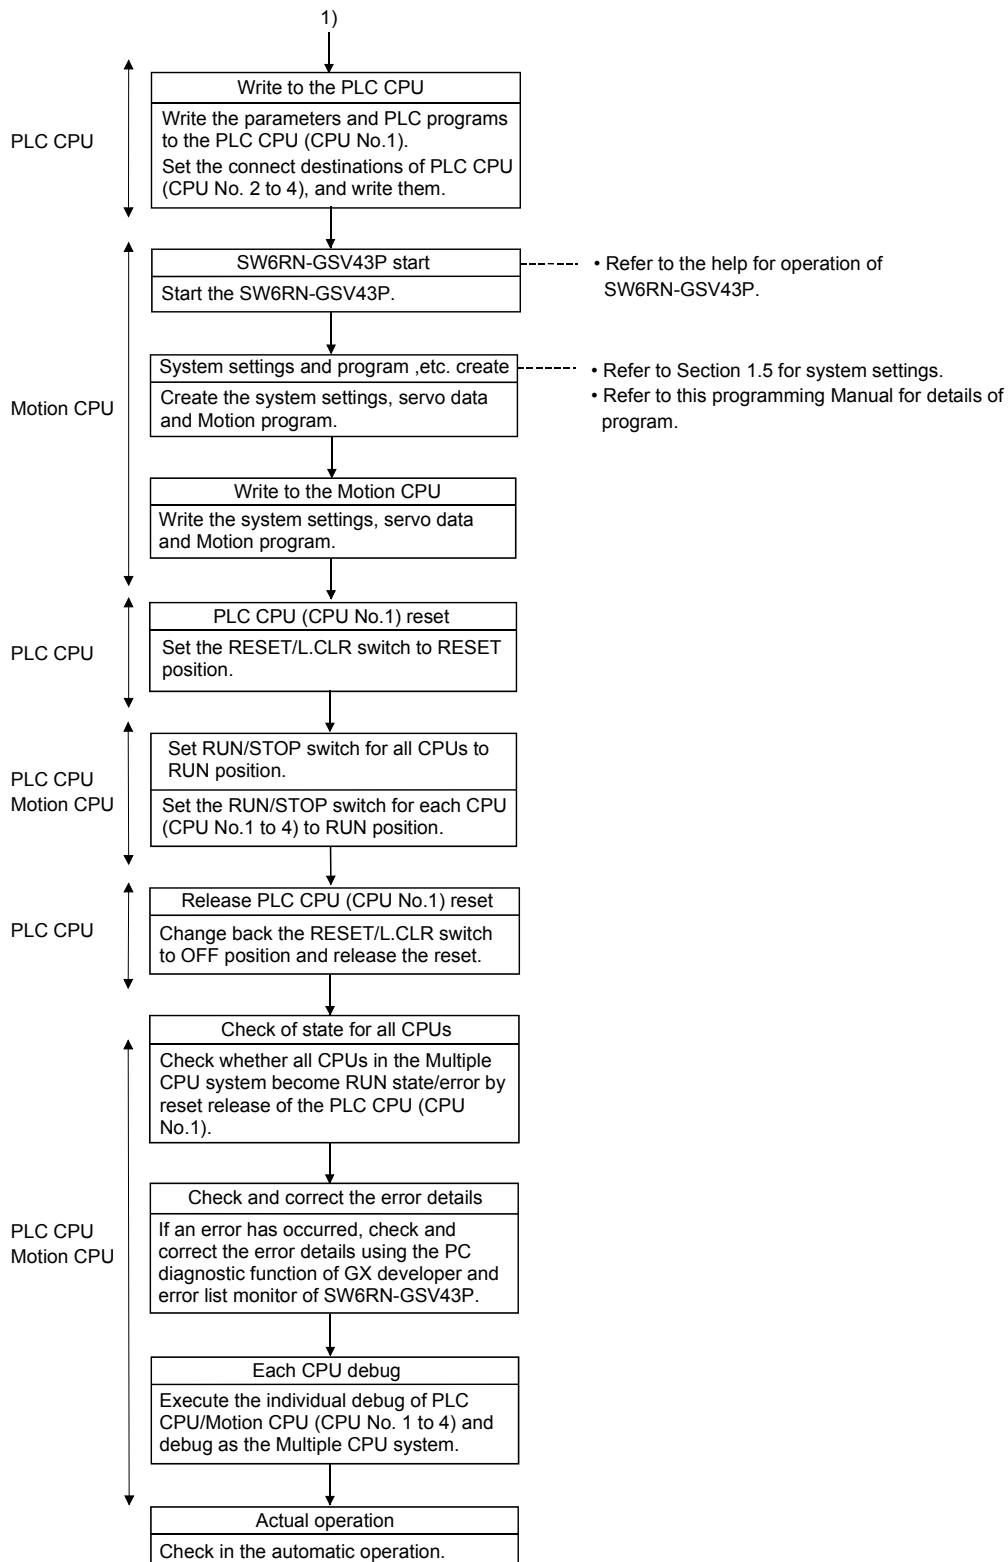 1)
Write to the PLC CPU
Write the parameters and PLC programs
to the PLC CPU (CPU No.1).
Set the connect destinations of PLC CPU
(CPU No. 2 to 4), and write them.
PLC CPU
SW6RN-GSV43P start
Start the SW6RN-GSV43P.
• Refer to the help for operation of
SW6RN-GSV43P.
System settings and program ,etc. create
Create the system settings, servo data
and Motion program.
• Refer to Section 1.5 for system settings.
• Refer to this programming Manual for details of
program.
Motion CPU
Write to the Motion CPU
Write the system settings, servo data
and Motion program.
PLC CPU (CPU No.1) reset
Set the RESET/L.CLR switch to RESET
position.
PLC CPU
Set RUN/STOP switch for all CPUs to
RUN position.
Set the RUN/STOP switch for each CPU
(CPU No.1 to 4) to RUN position.
PLC CPU
Motion CPU
Release PLC CPU (CPU No.1) reset
Change back the RESET/L.CLR switch
to OFF position and release the reset.
PLC CPU
Check of state for all CPUs
Check whether all CPUs in the Multiple
CPU system become RUN state/error by
reset release of the PLC CPU (CPU
No.1).
Check and correct the error details
If an error has occurred, check and
correct the error details using the PC
diagnostic function of GX developer and
error list monitor of SW6RN-GSV43P.
PLC CPU
Motion CPU
Each CPU debug
Execute the individual debug of PLC
CPU/Motion CPU (CPU No. 1 to 4) and
debug as the Multiple CPU system.
Actual operation
Check in the automatic operation.